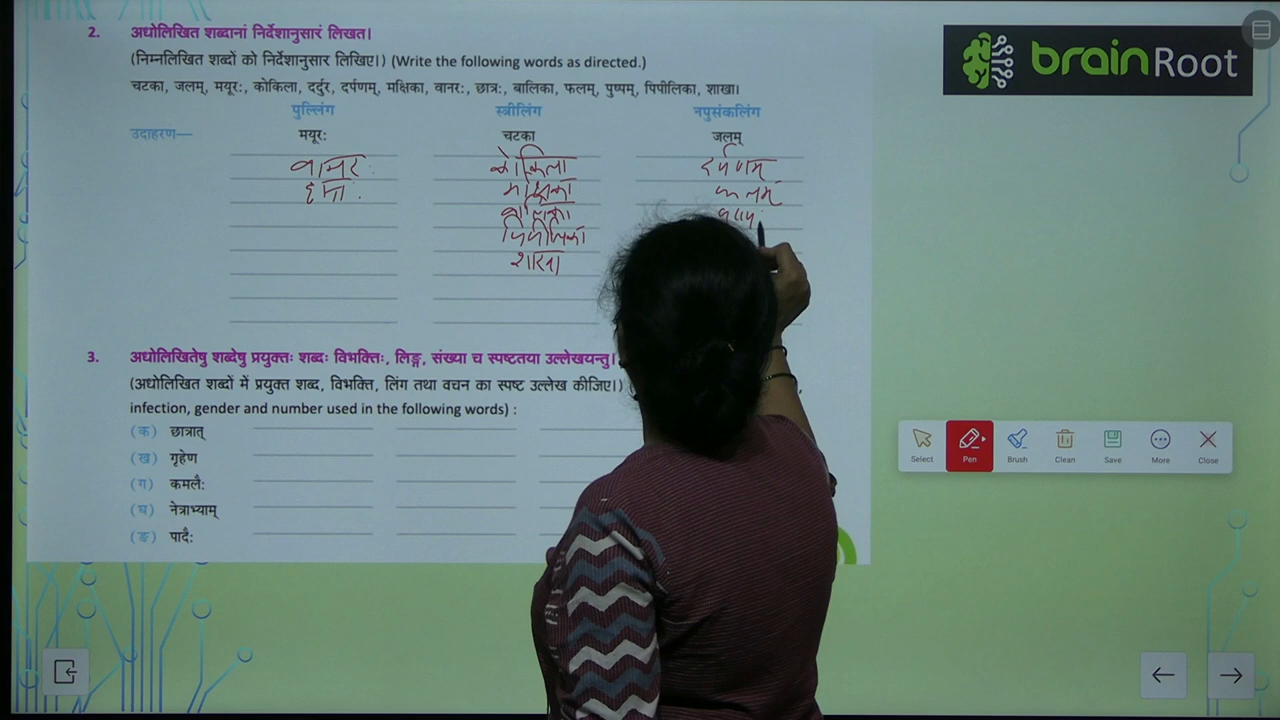 2. अधोलिखित शब्दानां निर्देशानुसारं लिखत।
(निम्नलिखित शब्दों को निर्देशानुसार लिखिए।) (Write the following words as directed.)
चटका, जलम्, मयूरः, कोकिला, दर्दुर, दर्पणम्, मक्षिका, वानरः, छात्रः, बालिका, फलम्, पुष्पम्, पिपीलिका, शाखा।
पुल्लिंग स्त्रीलिंग नपुसंकलिंग
उदाहरण— मयूरः चटका जलम्
वानरः कोकिला दर्पणम्
मक्षिका फलम्
पिपीलिका
शाखा
3. अधोलिखितेषु शब्देषु प्रयुक्तः शब्दः विभक्तिः, लिङ्ग, संख्या च स्पष्टतया उल्लेखयन्तु।
(अधोलिखित शब्दों में प्रयुक्त शब्द, विभक्ति, लिंग तथा वचन का स्पष्ट उल्लेख कीजिए।)
infection, gender and number used in the following words) :
(क) छात्रात्
(ख) गृहेण
(ग) कमलैः
(घ) नेत्राभ्याम्
(ङ) पादैः
brainRoot
Select Pen Brush Clean Save More Close